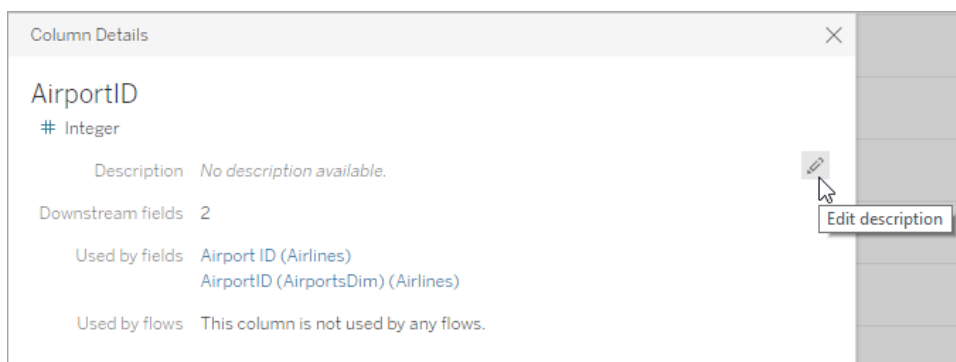 Column Details
AirportID
# Integer
Description No description available.
Edit description
Downstream fields 2
Used by fields Airport ID (Airlines)
AirportID (AirportsDim) (Airlines)
Used by flows This column is not used by any flows.